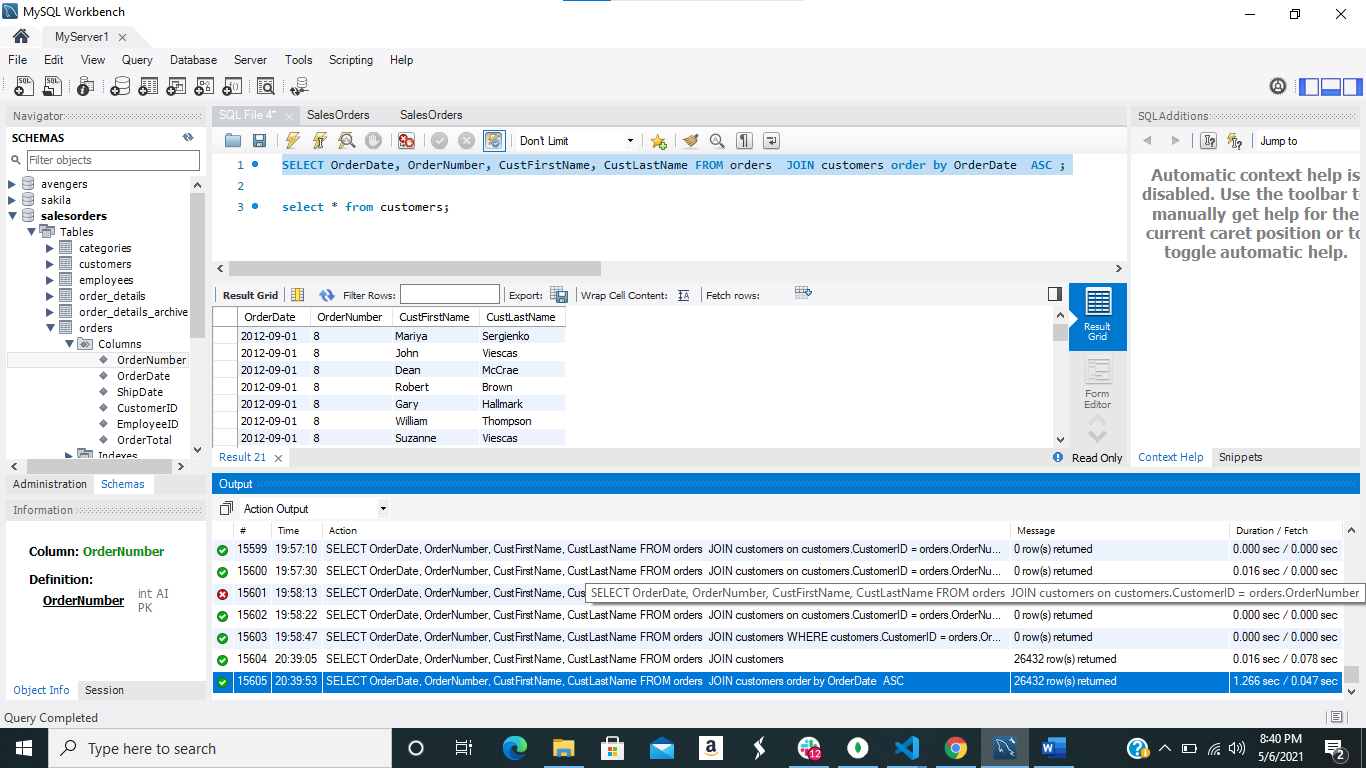 MySQL Workbench
MyServer1
File Edit View Query Database Server Tools Scripting Help
Navigator
SCHEMAS
Filter objects
avengers
sakila
salesorders
Tables
categories
customers
employees
order_details
order_details_archive
orders
Columns
OrderNumber
OrderDate
ShipDate
CustomerID
EmployeeID
OrderTotal
Indexes
Administration Schemas
Information
Column: OrderNumber
Definition:
OrderNumber int AI
PK
Object Info Session
SQL File 4* SalesOrders SalesOrders
Don't Limit
1 SELECT OrderDate, OrderNumber, CustFirstName, CustLastName FROM orders JOIN customers order by OrderDate ASC ;
2
3 select * from customers;
Result Grid Filter Rows: Export: Wrap Cell Content: Fetch rows:
OrderDate OrderNumber CustFirstName CustLastName
2012-09-01 8 Mariya Sergienko
2012-09-01 8 John Viescas
2012-09-01 8 Dean McCrae
2012-09-01 8 Robert Brown
2012-09-01 8 Gary Hallmark
2012-09-01 8 William Thompson
2012-09-01 8 Suzanne Viescas
Result
Grid
Form
Editor
Result 21
Read Only
SQLAdditions
Jump to
Automatic context help is
disabled. Use the toolbar to
manually get help for the
current caret position or to
toggle automatic help.
Context Help Snippets
Output
Action Output
# Time Action Message Duration / Fetch
15599 19:57:10 SELECT OrderDate, OrderNumber, CustFirstName, CustLastName FROM orders JOIN customers on customers.CustomerID = orders.OrderNu... 0 row(s) returned 0.000 sec / 0.000 sec
15600 19:57:30 SELECT OrderDate, OrderNumber, CustFirstName, CustLastName FROM orders JOIN customers on customers.CustomerID = orders.OrderNu... 0 row(s) returned 0.016 sec / 0.000 sec
15601 19:58:13 SELECT OrderDate, OrderNumber, CustFirstName, Cus
SELECT OrderDate, OrderNumber, CustFirstName, CustLastName FROM orders JOIN customers on customers.CustomerID = orders.OrderNumber
15602 19:58:22 SELECT OrderDate, OrderNumber, CustFirstName, CustLastName FROM orders JOIN customers on customers.CustomerID = orders.OrderNu... 0 row(s) returned 0.000 sec / 0.000 sec
15603 19:58:47 SELECT OrderDate, OrderNumber, CustFirstName, CustLastName FROM orders JOIN customers WHERE customers.CustomerID = orders.Or... 0 row(s) returned 0.000 sec / 0.000 sec
15604 20:39:05 SELECT OrderDate, OrderNumber, CustFirstName, CustLastName FROM orders JOIN customers 26432 row(s) returned 0.016 sec / 0.078 sec
15605 20:39:53 SELECT OrderDate, OrderNumber, CustFirstName, CustLastName FROM orders JOIN customers order by OrderDate ASC 26432 row(s) returned 1.266 sec / 0.047 sec
Query Completed
Type here to search
12
8:40 PM
5/6/2021
2